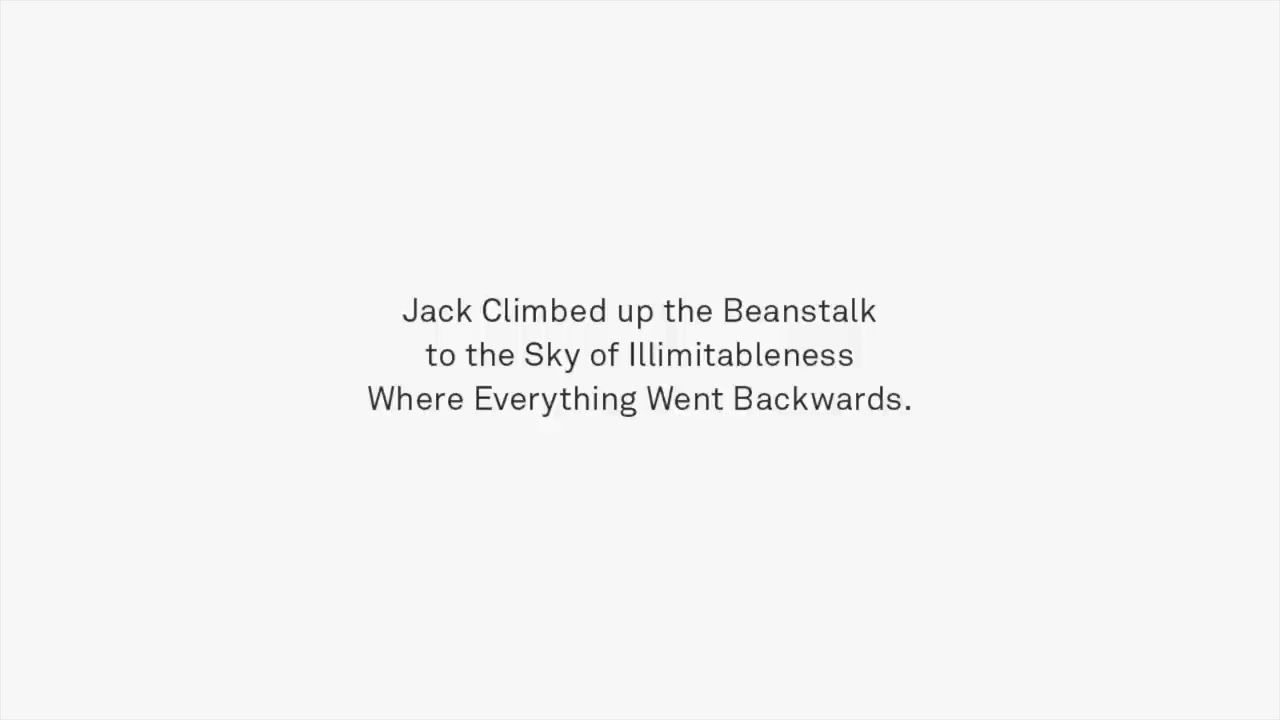 Jack Climbed up the Beanstalk
to the Sky of Illimitableness
Where Everything Went Backwards.